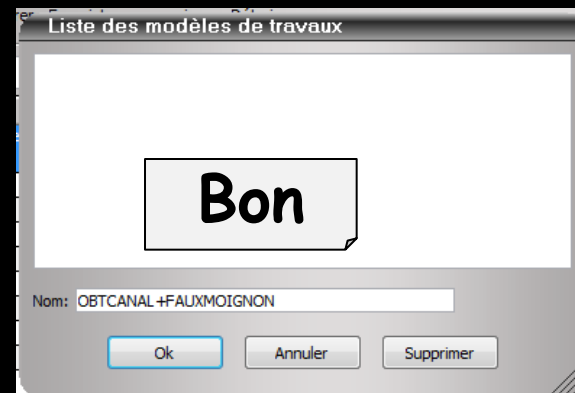 Liste des modèles de travaux
Bon
Nom: OBTCANAL+FAUXMOIGNON
Ok Annuler Supprimer